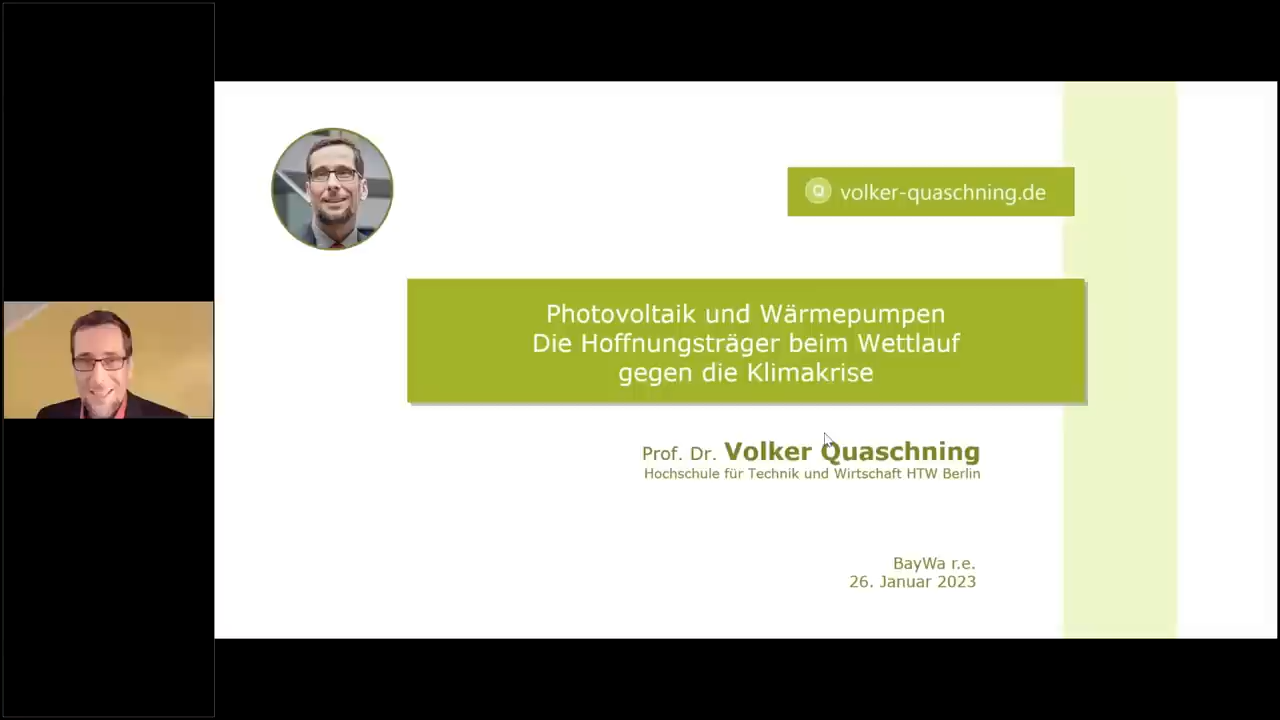 Q volker-quaschning.de
Photovoltaik und Wärmepumpen
Die Hoffnungsträger beim Wettlauf
gegen die Klimakrise
Prof. Dr. Volker Quaschning
Hochschule für Technik und Wirtschaft HTW Berlin
BayWa r.e.
26. Januar 2023